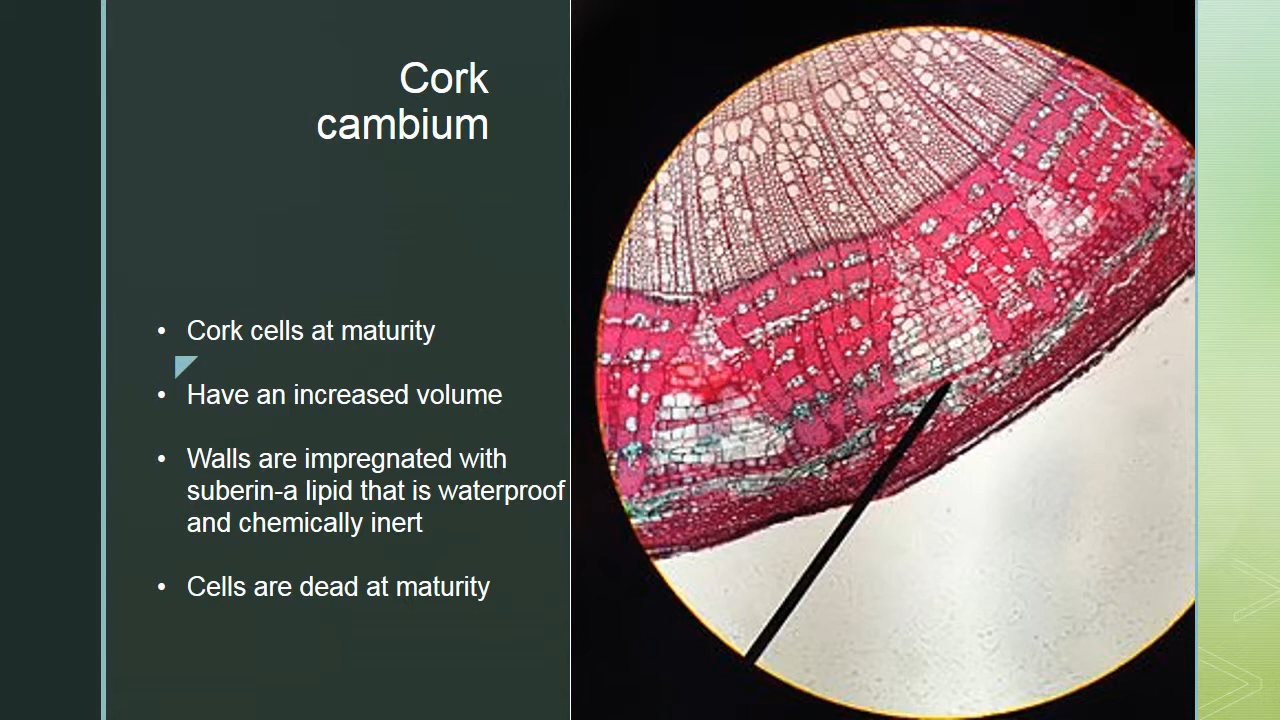 Cork
cambium
• Cork cells at maturity
• Have an increased volume
• Walls are impregnated with
suberin-a lipid that is waterproof
and chemically inert
• Cells are dead at maturity